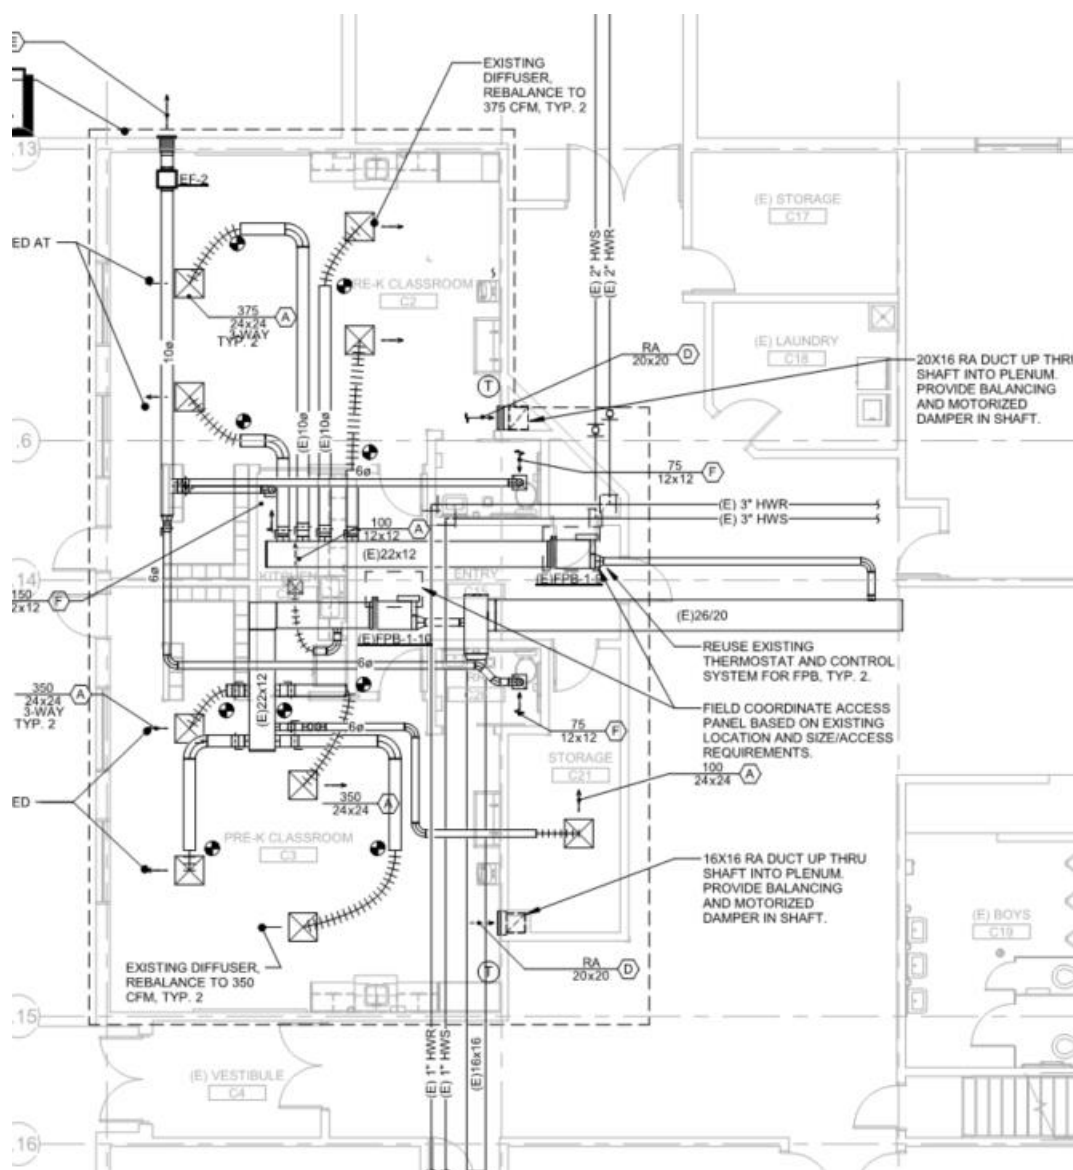 EXISTING
DIFFUSER,
REBALANCE TO
375 CFM, TYP. 2
.13
EF-2
(E) STORAGE
C17
(E) 2" HWS
(E) 2" HWR
ED AT
PRE-K CLASSROOM
C2
375
24x24
3-WAY
TYP. 2
A
10ø
(E) LAUNDRY
C18
RA
20x20
D
20X16 RA DUCT UP THRU
SHAFT INTO PLENUM.
PROVIDE BALANCING
AND MOTORIZED
DAMPER IN SHAFT.
T
(E)10ø
(E)10ø
.6
6ø
75
12x12
F
(E) 3" HWR
(E) 3" HWS
100
12x12
A
(E)22x12
6ø
KITCHEN
ENTRY
.14
(E)FPB-1-
150
2x12
F
(E)26/20
(E)FPB-1-10
REUSE EXISTING
THERMOSTAT AND CONTROL
SYSTEM FOR FPB, TYP. 2.
6ø
350
24x24
3-WAY
TYP. 2
A
(E)22x12
6ø
FIELD COORDINATE ACCESS
PANEL BASED ON EXISTING
LOCATION AND SIZE/ACCESS
REQUIREMENTS.
75
12x12
F
STORAGE
C21
100
24x24
A
ED
350
24x24
A
PRE-K CLASSROOM
C3
16X16 RA DUCT UP THRU
SHAFT INTO PLENUM.
PROVIDE BALANCING
AND MOTORIZED
DAMPER IN SHAFT.
(E) BOYS
C19
RA
20x20
D
T
EXISTING DIFFUSER,
REBALANCE TO 350
CFM, TYP. 2
.15
(E) 1" HWR
(E) 1" HWS
(E)16x16
(E) VESTIBULE
C4
.16